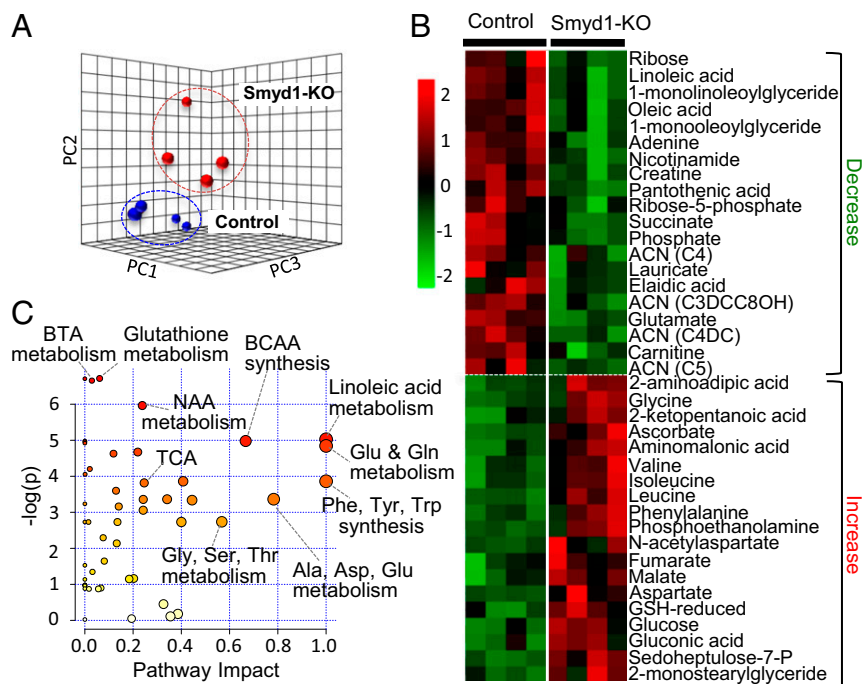 A
Smyd1-KO
Control
PC2
PC1
PC3
B
Control
Smyd1-KO
2
1
0
-1
-2
Ribose
Linoleic acid
1-monolinoleoylglyceride
Oleic acid
1-monooleoylglyceride
Adenine
Nicotinamide
Creatine
Pantothenic acid
Ribose-5-phosphate
Succinate
Phosphate
ACN (C4)
Lauricate
Elaidic acid
ACN (C3DCC8OH)
Glutamate
ACN (C4DC)
Carnitine
ACN (C5)
2-aminoadipic acid
Glycine
2-ketopentanoic acid
Ascorbate
Aminomalonic acid
Valine
Isoleucine
Leucine
Phenylalanine
Phosphoethanolamine
N-acetylaspartate
Fumarate
Malate
Aspartate
GSH-reduced
Glucose
Gluconic acid
Sedoheptulose-7-P
2-monostearylglyceride
Decrease
Increase
C
BTA
metabolism
Glutathione
metabolism
BCAA
synthesis
NAA
metabolism
Linoleic acid
metabolism
TCA
Glu & Gln
metabolism
Phe, Tyr, Trp
synthesis
Gly, Ser, Thr
metabolism
Ala, Asp, Glu
metabolism
-log(p)
6
5
4
3
2
1
0
0.0 0.2 0.4 0.6 0.8 1.0
Pathway Impact